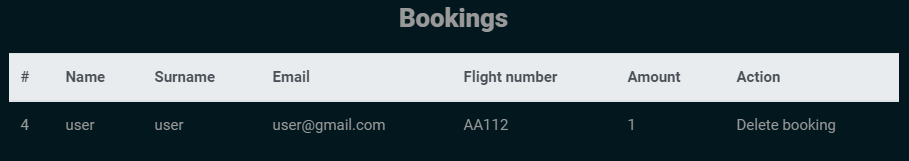 Bookings
# Name Surname Email Flight number Amount Action
4 user user user@gmail.com AA112 1 Delete booking